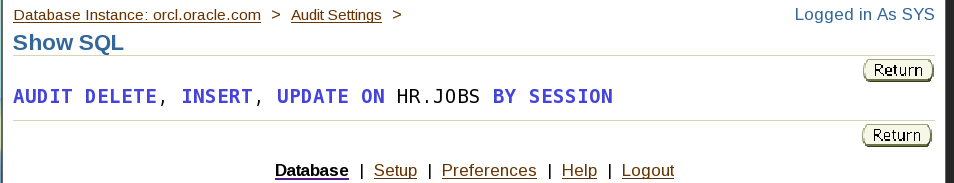 Database Instance: orcl.oracle.com > Audit Settings >
Logged in As SYS
Show SQL
Return
AUDIT DELETE, INSERT, UPDATE ON HR.JOBS BY SESSION
Return
Database | Setup | Preferences | Help | Logout